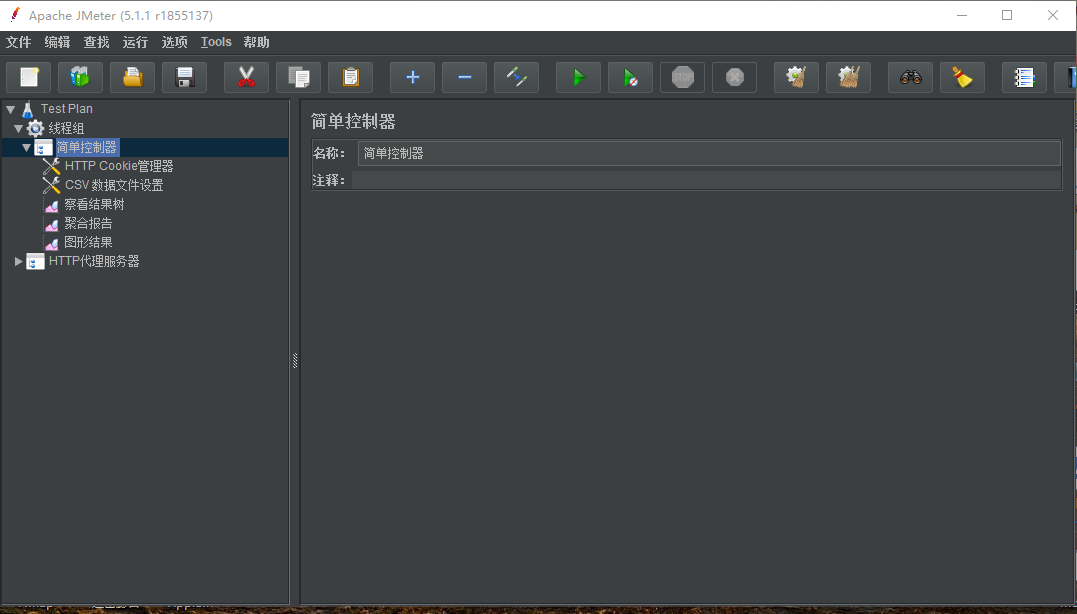 Apache JMeter (5.1.1 r1855137)
文件 编辑 查找 运行 选项 Tools 帮助
STOP
Test Plan
线程组
简单控制器
HTTP Cookie管理器
CSV 数据文件设置
察看结果树
聚合报告
图形结果
HTTP代理服务器
简单控制器
名称： 简单控制器
注释：